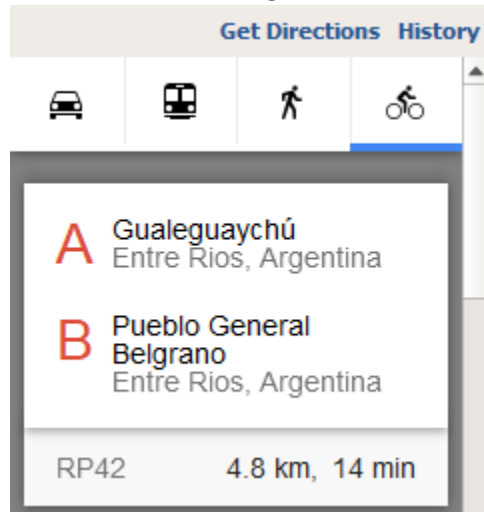 Get Directions History
A Gualeguaychú
Entre Rios, Argentina
B Pueblo General
Belgrano
Entre Rios, Argentina
RP42 4.8 km, 14 min